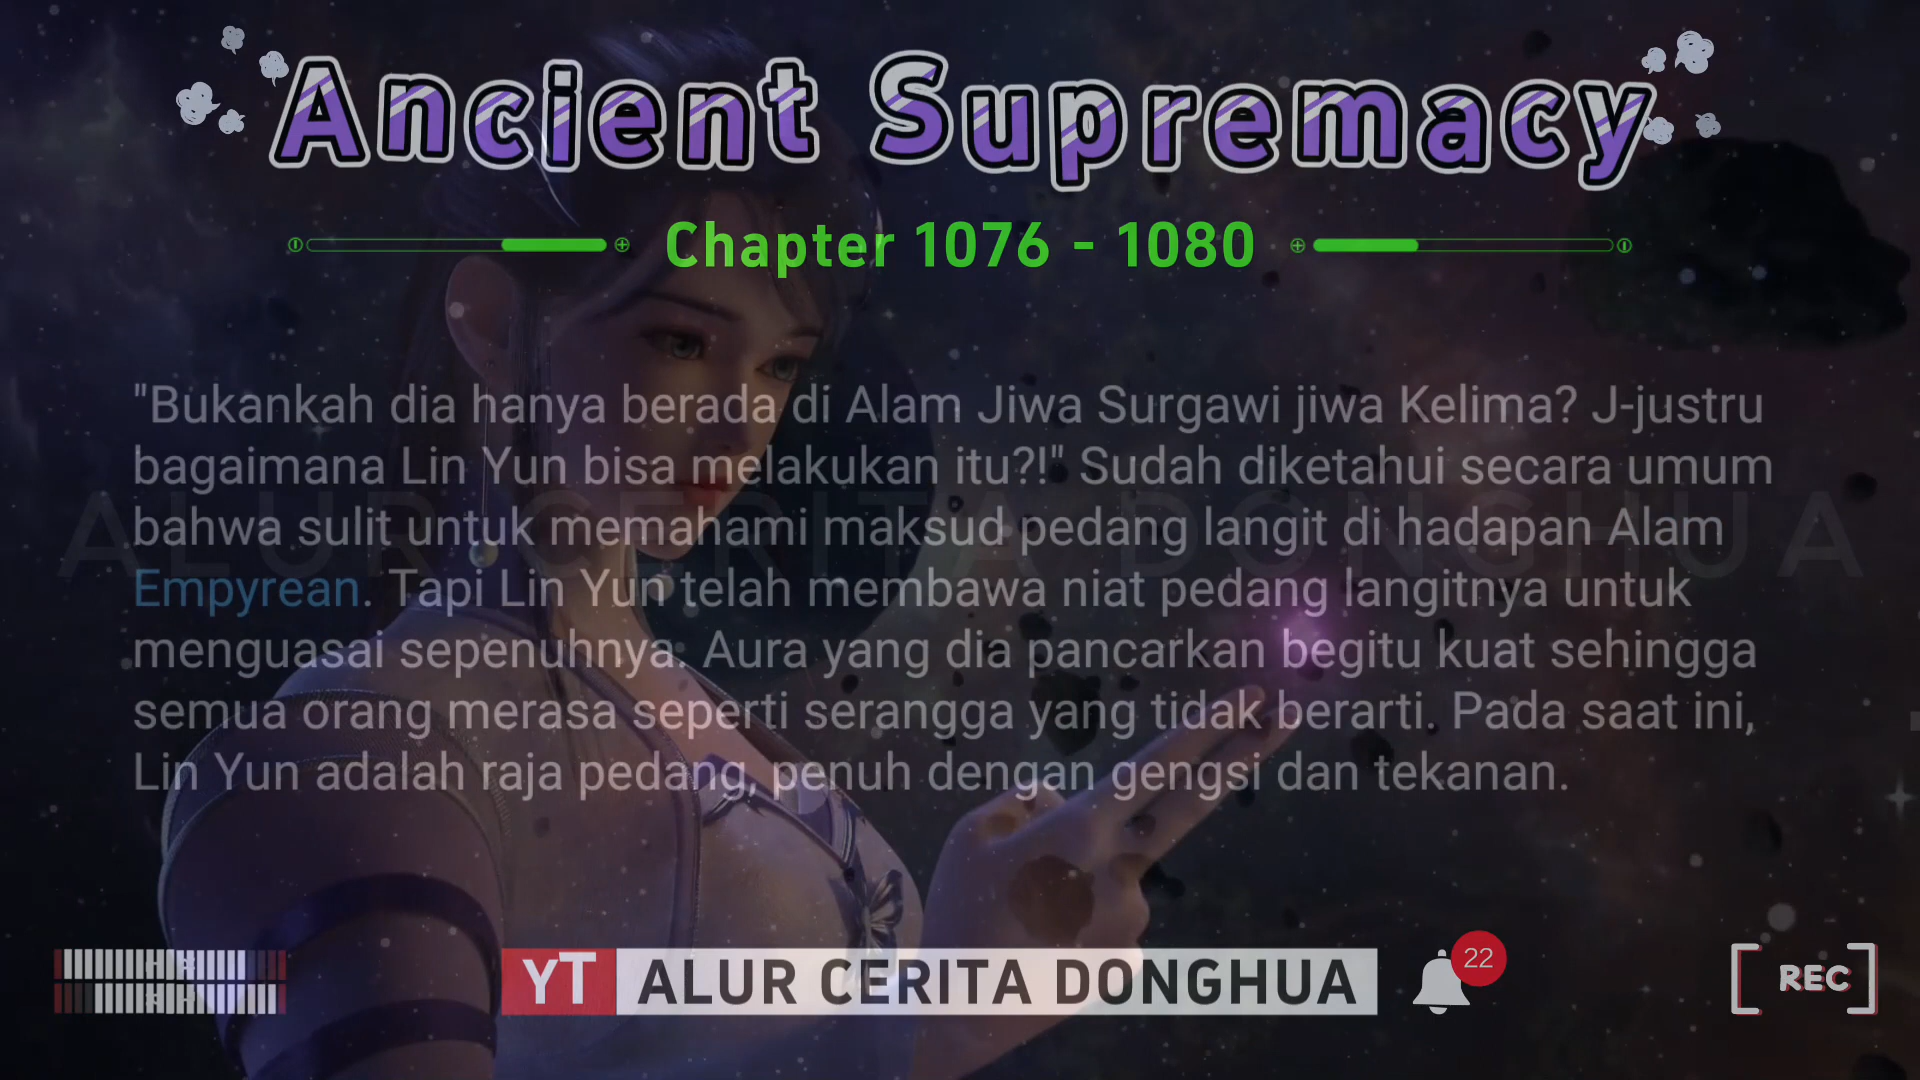 Ancient Supremacy
Chapter 1076 - 1080
"Bukankah dia hanya berada di Alam Jiwa Surgawi jiwa Kelima? J-justru
bagaimana Lin Yun bisa melakukan itu?!" Sudah diketahui secara umum
bahwa sulit untuk memahami maksud pedang langit di hadapan Alam
Empyrean. Tapi Lin Yun telah membawa niat pedang langitnya untuk
menguasai sepenuhnya. Aura yang dia pancarkan begitu kuat sehingga
semua orang merasa seperti serangga yang tidak berarti. Pada saat ini,
Lin Yun adalah raja pedang, penuh dengan gengsi dan tekanan.
ALUR CERITA DONGHUA
YT ALUR CERITA DONGHUA
22
REC